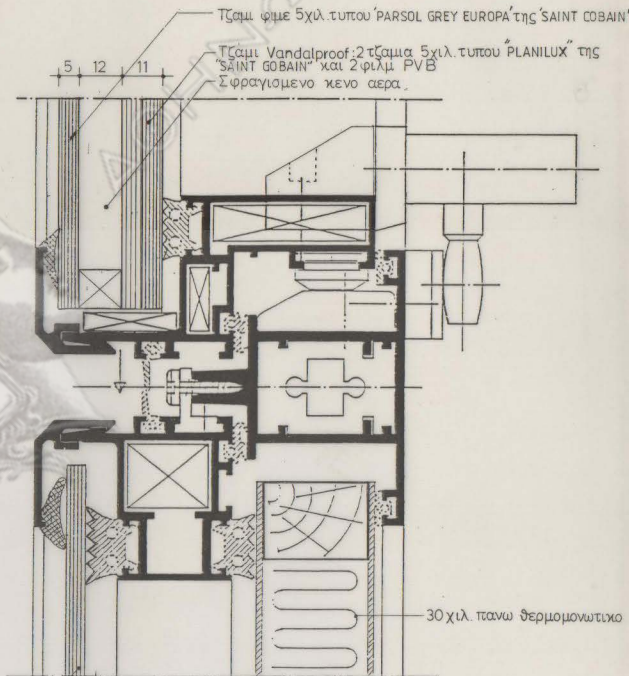 Τζαμι φιμε 5χιλ. τυπου 'PARSOL GREY EUROPA' της 'SAINT COBAIN'
Τζαμι Vandalproof: 2 τζαμια 5χιλ. τυπου "PLANILUX" της
"SAINT GOBAIN" και 2 φιλμ PVB
Σφραγισμενο κενο αερα
5 12 11
30 χιλ. πανω θερμομονωτικο